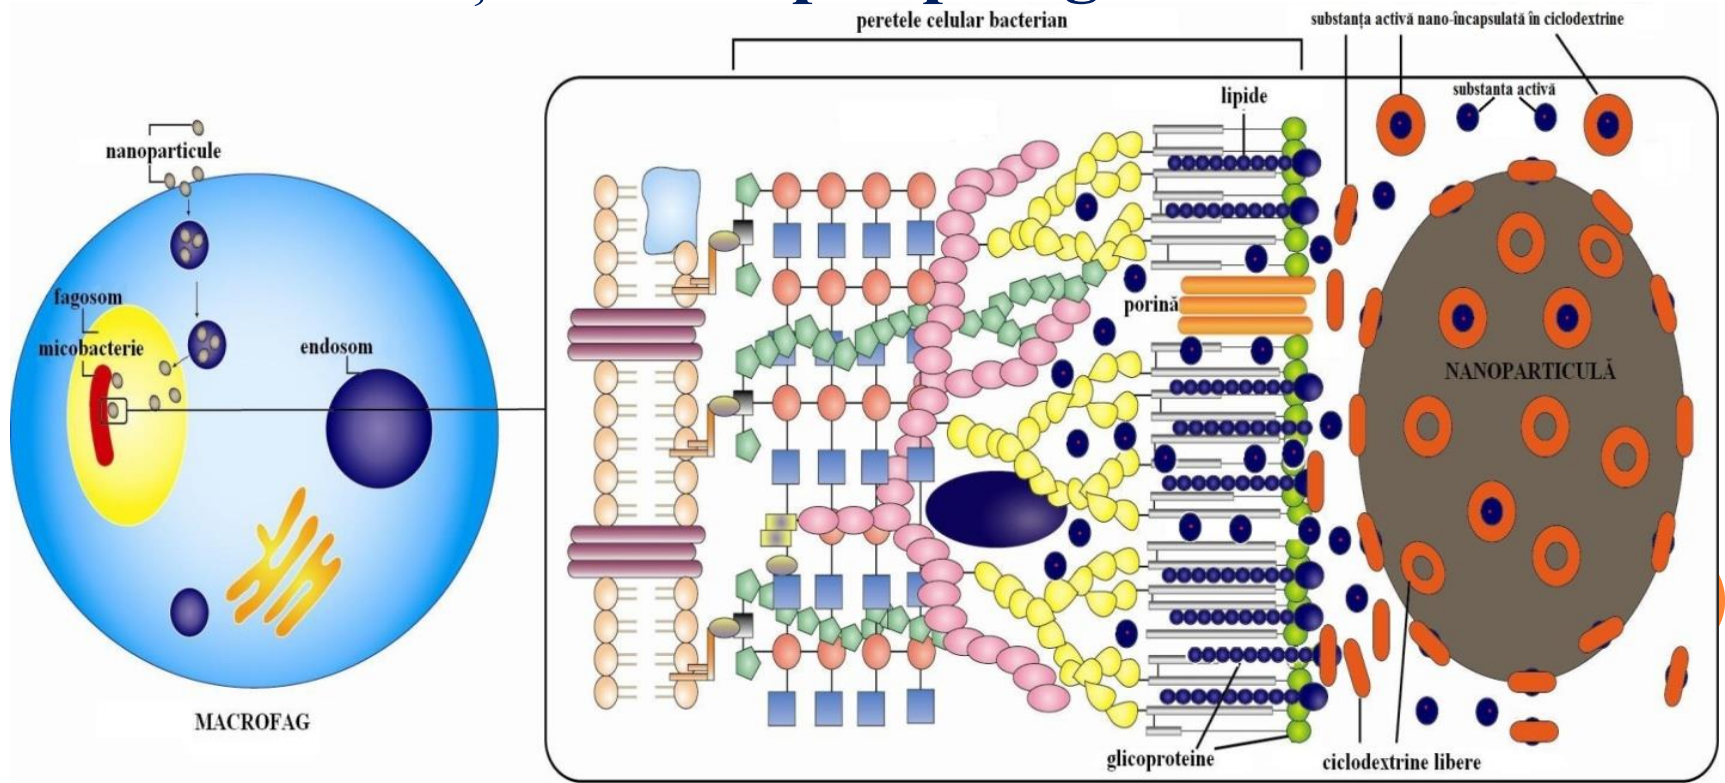 peretele celular bacterian
substanța activă nano-încapsulată în ciclodextrine
substanta activă
lipide
nanoparticule
fagosom
micobacterie
endosom
porină
NANOPARTICULĂ
MACROFAG
glicoproteine
ciclodextrine libere